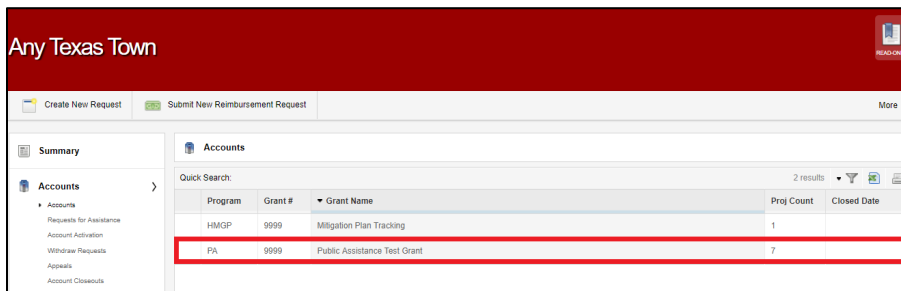 Any Texas Town
READ-ON
Create New Request Submit New Reimbursement Request More
Summary
Accounts
Accounts
Accounts
Requests for Assistance
Account Activation
Withdraw Requests
Appeals
Account Closeouts
Quick Search: 2 results
Program Grant # Grant Name Proj Count Closed Date
HMGP 9999 Mitigation Plan Tracking 1
PA 9999 Public Assistance Test Grant 7